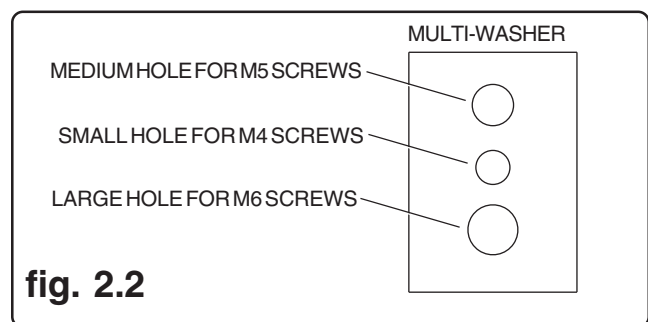 MULTI-WASHER
MEDIUM HOLE FOR M5 SCREWS
SMALL HOLE FOR M4 SCREWS
LARGE HOLE FOR M6 SCREWS
fig. 2.2